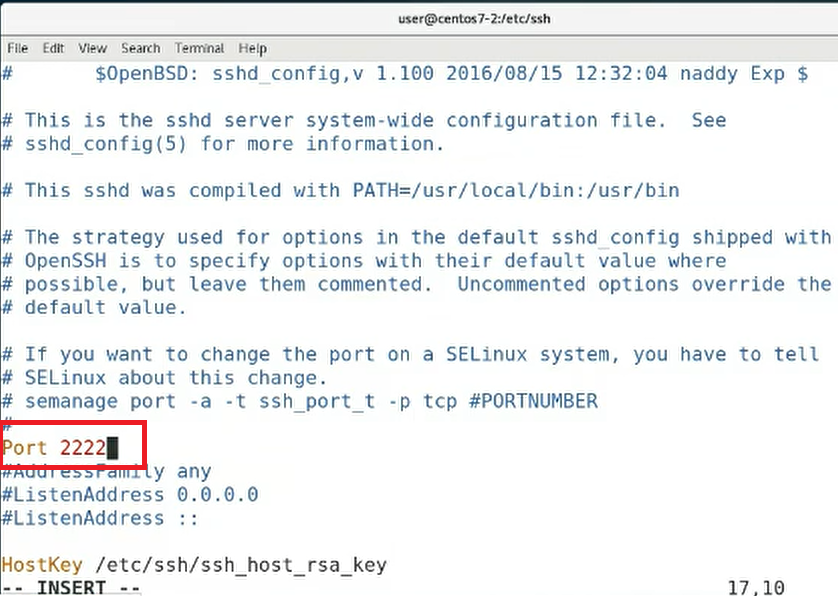 user@centos7-2:/etc/ssh
File Edit View Search Terminal Help
#       $OpenBSD: sshd_config,v 1.100 2016/08/15 12:32:04 naddy Exp $
# This is the sshd server system-wide configuration file.  See
# sshd_config(5) for more information.
# This sshd was compiled with PATH=/usr/local/bin:/usr/bin
# The strategy used for options in the default sshd_config shipped with
# OpenSSH is to specify options with their default value where
# possible, but leave them commented.  Uncommented options override the
# default value.
# If you want to change the port on a SELinux system, you have to tell
# SELinux about this change.
# semanage port -a -t ssh_port_t -p tcp #PORTNUMBER
#
Port 2222
#AddressFamily any
#ListenAddress 0.0.0.0
#ListenAddress ::
HostKey /etc/ssh/ssh_host_rsa_key
-- INSERT -- 17,10